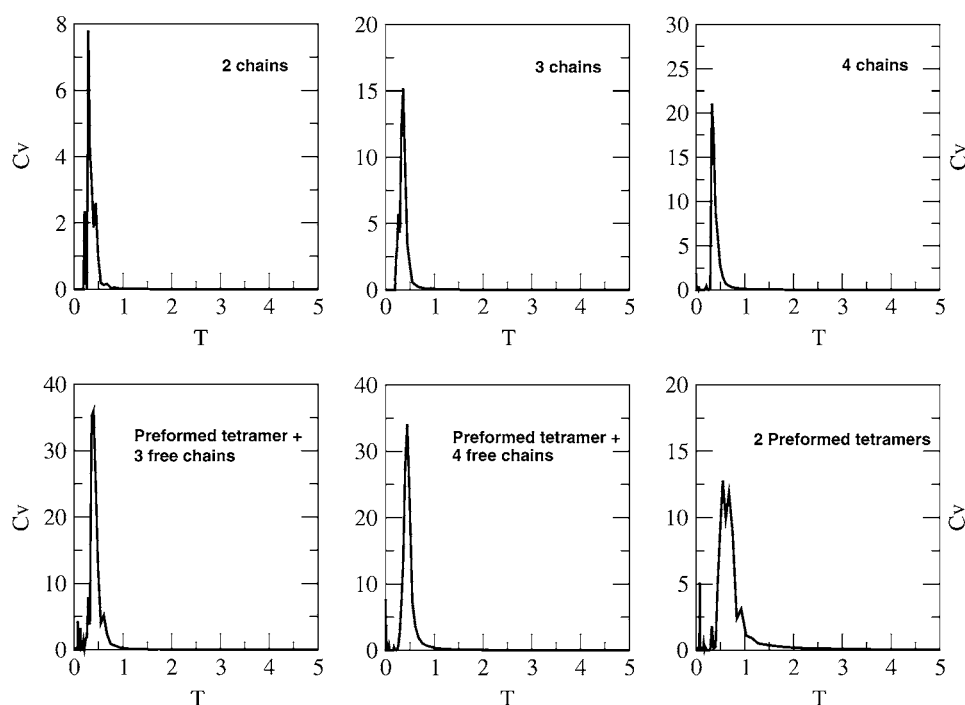 8
6
4
2
0
Cv
2 chains
0 1 2 3 4 5
T
20
15
10
5
0
3 chains
0 1 2 3 4 5
T
30
25
20
15
10
5
0
4 chains
Cv
0 1 2 3 4 5
T
40
30
20
10
0
Cv
Preformed tetramer +
3 free chains
0 1 2 3 4 5
T
40
30
20
10
0
Preformed tetramer +
4 free chains
0 1 2 3 4 5
T
20
15
10
5
0
2 Preformed tetramers
Cv
0 1 2 3 4 5
T